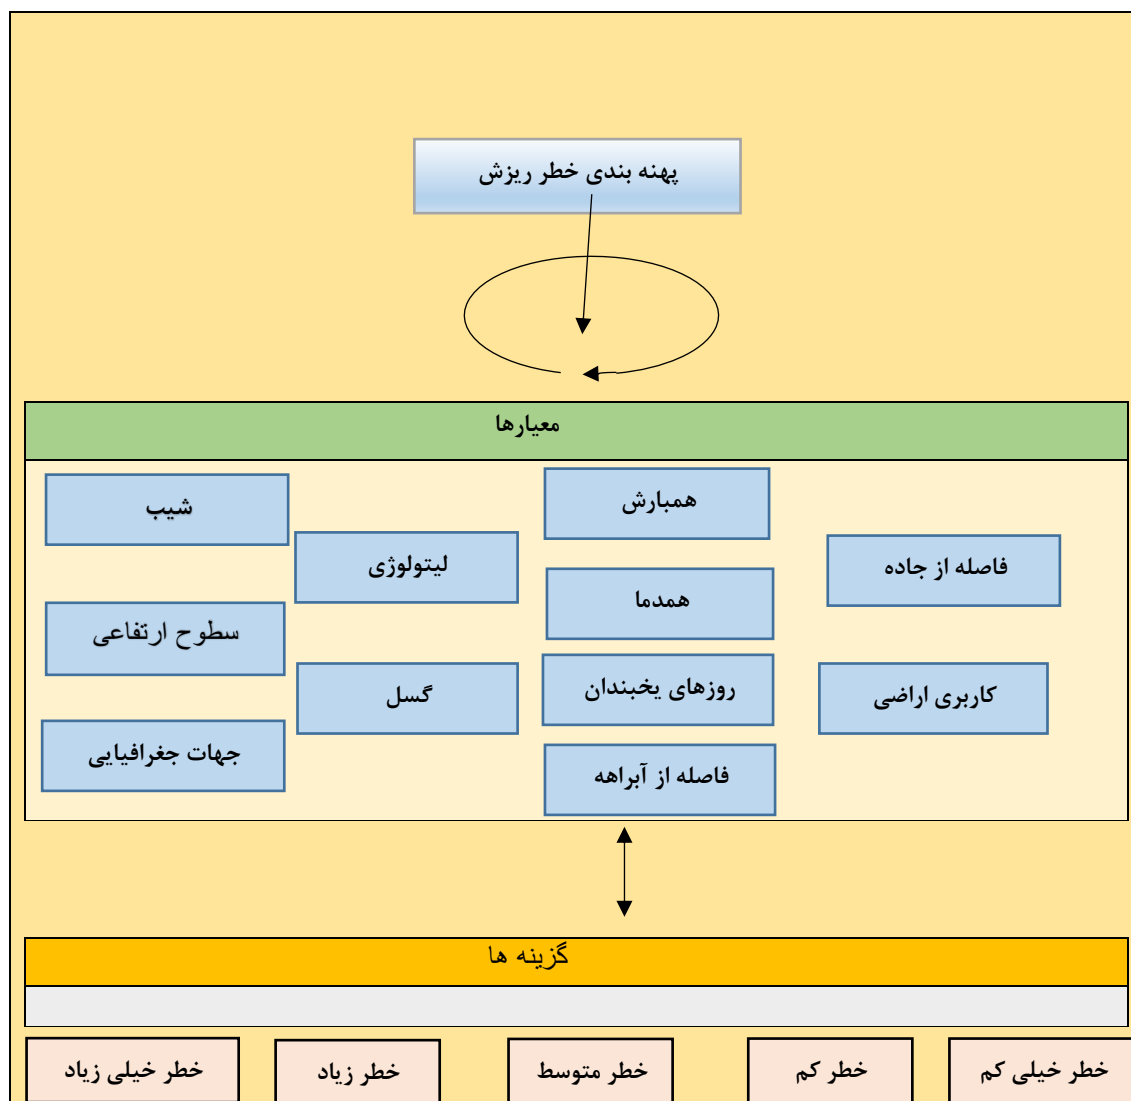 پهنه بندی خطر ریزش
معیارها
همبارش
شیب
لیتولوژی
فاصله از جاده
همدما
سطوح ارتفاعی
گسل
روزهای یخبندان
کاربری اراضی
جهات جغرافیایی
فاصله از آبراهه
گزینه ها
خطر خیلی کم
خطر کم
خطر متوسط
خطر زیاد
خطر خیلی زیاد